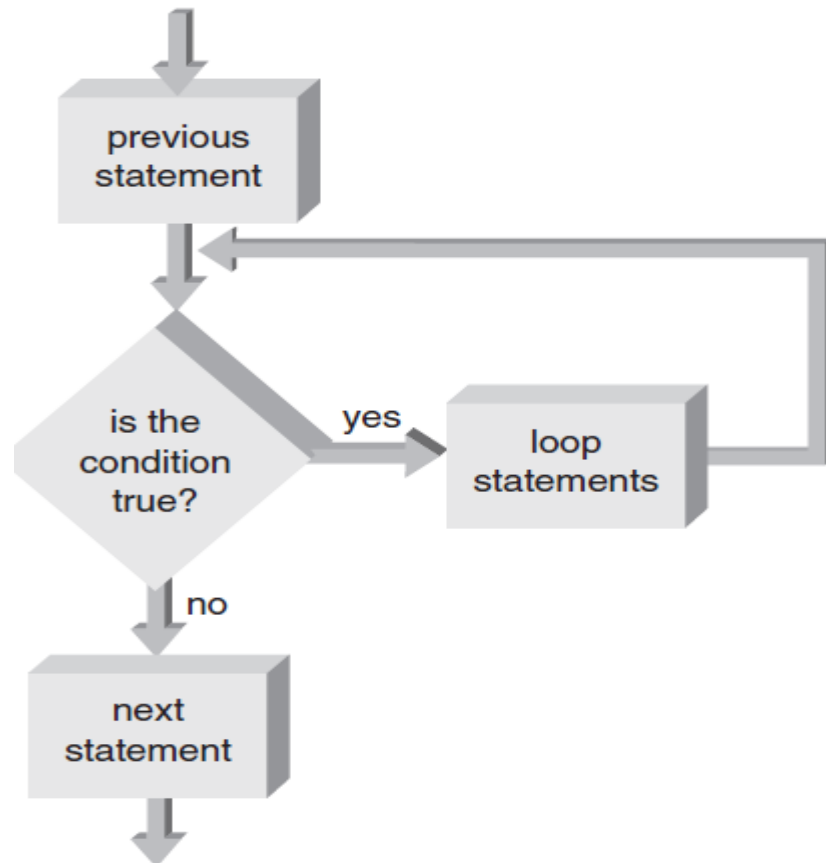 previous
statement
is the
condition
true?
yes
loop
statements
no
next
statement